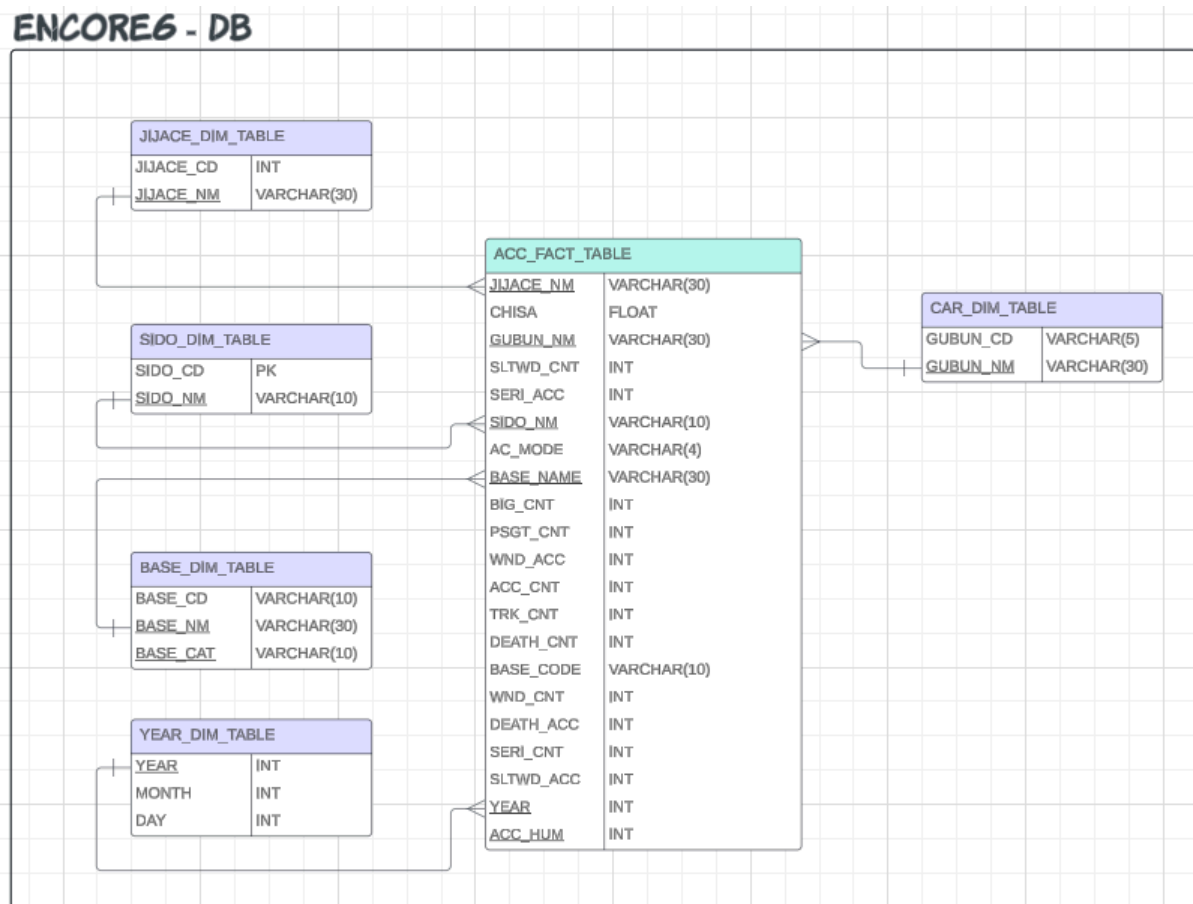 ENCORE6 - DB
JIJACE_DIM_TABLE
JIJACE_CD INT
JIJACE_NM VARCHAR(30)
SIDO_DIM_TABLE
SIDO_CD PK
SIDO_NM VARCHAR(10)
BASE_DIM_TABLE
BASE_CD VARCHAR(10)
BASE_NM VARCHAR(30)
BASE_CAT VARCHAR(10)
YEAR_DIM_TABLE
YEAR INT
MONTH INT
DAY INT
ACC_FACT_TABLE
JIJACE_NM VARCHAR(30)
CHISA FLOAT
GUBUN_NM VARCHAR(30)
SLTWD_CNT INT
SERI_ACC INT
SIDO_NM VARCHAR(10)
AC_MODE VARCHAR(4)
BASE_NAME VARCHAR(30)
BIG_CNT INT
PSGT_CNT INT
WND_ACC INT
ACC_CNT INT
TRK_CNT INT
DEATH_CNT INT
BASE_CODE VARCHAR(10)
WND_CNT INT
DEATH_ACC INT
SERI_CNT INT
SLTWD_ACC INT
YEAR INT
ACC_HUM INT
CAR_DIM_TABLE
GUBUN_CD VARCHAR(5)
GUBUN_NM VARCHAR(30)